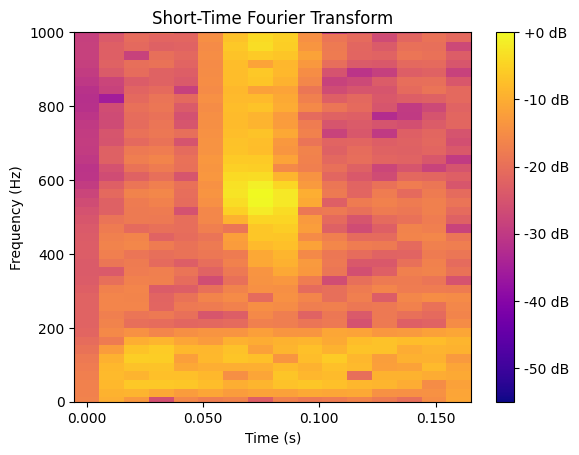 Short-Time Fourier Transform
1000
800
600
400
200
0
Frequency (Hz)
0.000
0.050
0.100
0.150
Time (s)
+0 dB
-10 dB
-20 dB
-30 dB
-40 dB
-50 dB